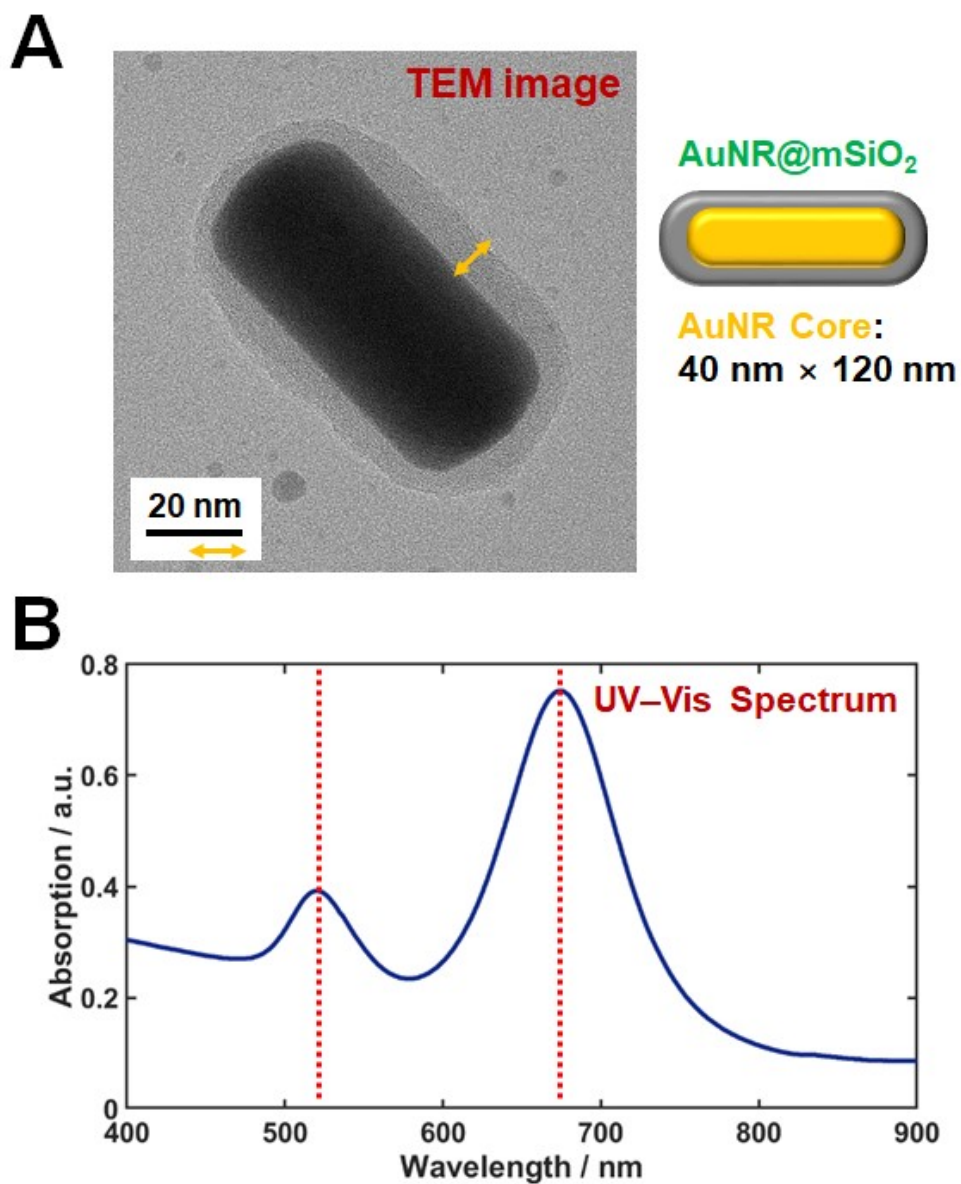 A
TEM image
AuNR@mSiO₂
AuNR Core:
40 nm × 120 nm
20 nm
B
UV–Vis Spectrum
Absorption / a.u.
0.8
0.6
0.4
0.2
0
400 500 600 700 800 900
Wavelength / nm